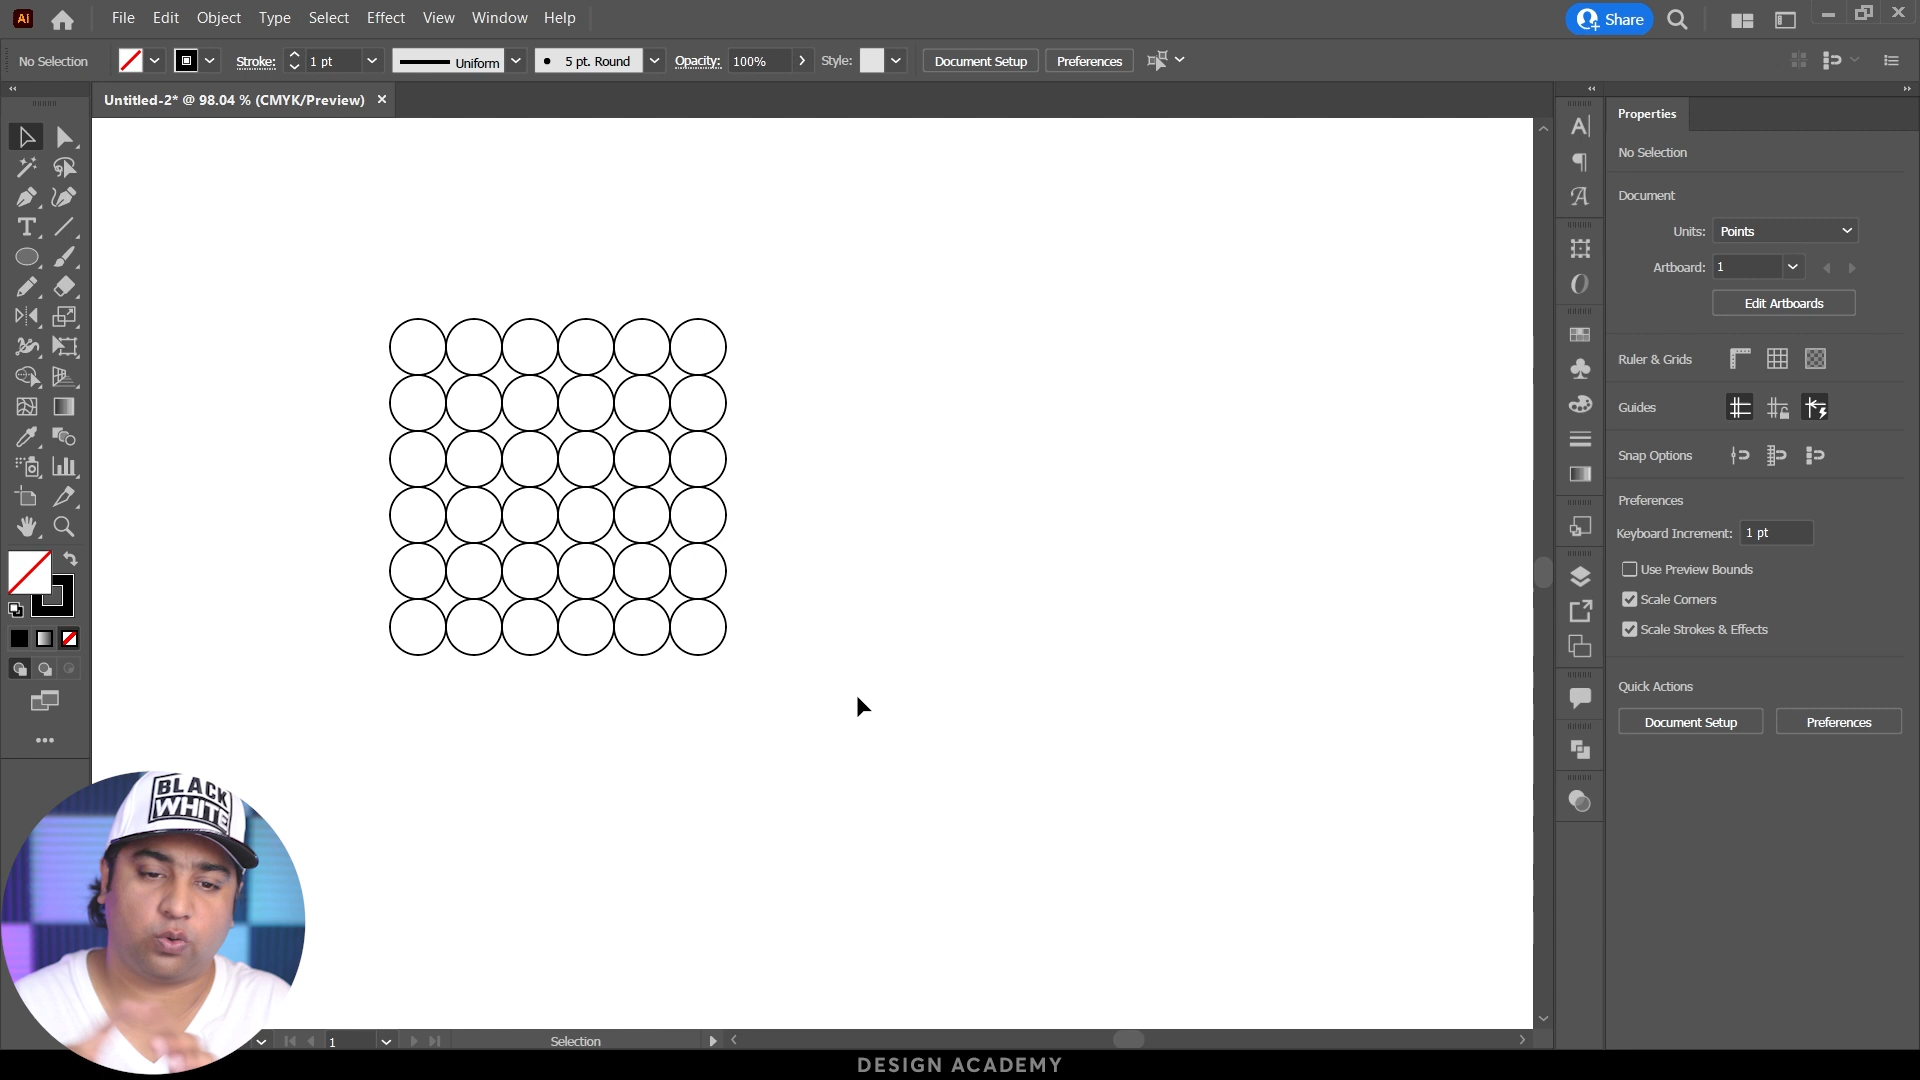 Ai File Edit Object Type Select Effect View Window Help Share
No Selection Stroke: 1 pt Uniform 5 pt. Round Opacity: 100% Style: Document Setup Preferences
Untitled-2* @ 98.04 % (CMYK/Preview)
Properties
No Selection
Document
Units: Points
Artboard: 1
Edit Artboards
Ruler & Grids
Guides
Snap Options
Preferences
Keyboard Increment: 1 pt
Use Preview Bounds
Scale Corners
Scale Strokes & Effects
Quick Actions
Document Setup Preferences
BLACK
WHITE
1 Selection
DESIGN ACADEMY